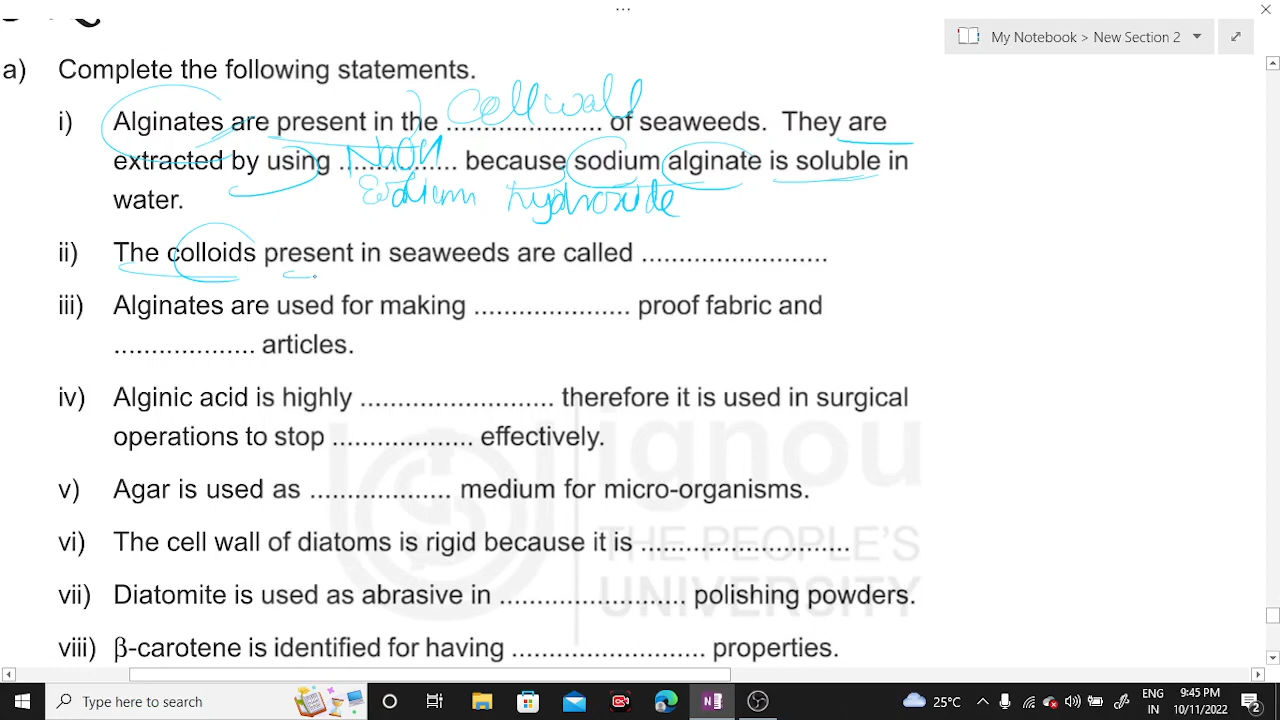 ...
My Notebook > New Section 2
a) Complete the following statements.
cell wall
i) Alginates are present in the ..................... of seaweeds. They are
extracted by using NaOH because sodium alginate is soluble in
water.
Sodium hydroxide
ii) The colloids present in seaweeds are called .........................
iii) Alginates are used for making ..................... proof fabric and
................... articles.
iv) Alginic acid is highly .......................... therefore it is used in surgical
operations to stop ................... effectively.
v) Agar is used as ................... medium for micro-organisms.
vi) The cell wall of diatoms is rigid because it is ............................
vii) Diatomite is used as abrasive in ......................... polishing powders.
viii) β-carotene is identified for having .......................... properties.
ignou
THE PEOPLE'S
UNIVERSITY
Type here to search
25°C
ENG
IN
9:45 PM
10/11/2022
2